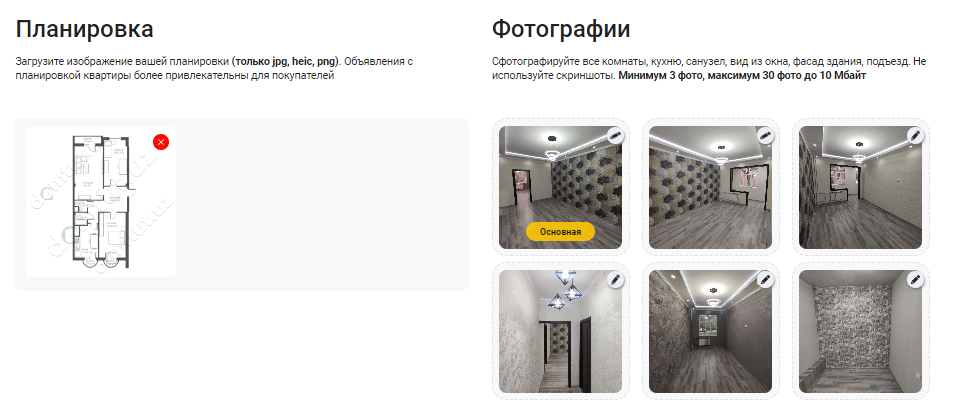 Планировка
Загрузите изображение вашей планировки (только jpg, heic, png). Объявления с
планировкой квартиры более привлекательны для покупателей
Фотографии
Сфотографируйте все комнаты, кухню, санузел, вид из окна, фасад здания, подъезд. Не
используйте скриншоты. Минимум 3 фото, максимум 30 фото до 10 Мбайт
Основная